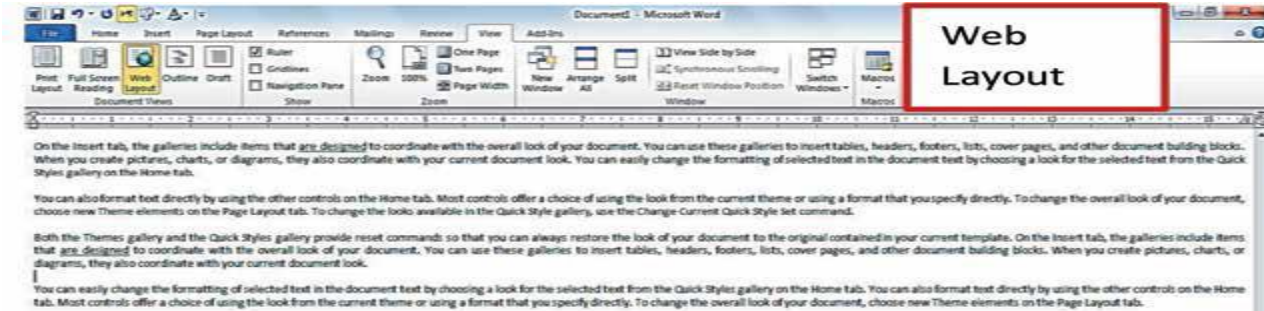 Document1 - Microsoft Word
File Home Insert Page Layout References Mailings Review View Add-Ins
Web
Layout
Print Layout Full Screen Reading Web Layout Outline Draft
Document Views
Ruler
Gridlines
Navigation Pane
Show
Zoom 100% One Page
Two Pages
Page Width
Zoom
New Window Arrange All Split
View Side by Side
Synchronous Scrolling
Reset Window Position
Window
Switch Windows
Macros
Macros
On the Insert tab, the galleries include items that are designed to coordinate with the overall look of your document. You can use these galleries to insert tables, headers, footers, lists, cover pages, and other document building blocks.
When you create pictures, charts, or diagrams, they also coordinate with your current document look. You can easily change the formatting of selected text in the document text by choosing a look for the selected text from the Quick
Styles gallery on the Home tab.
You can also format text directly by using the other controls on the Home tab. Most controls offer a choice of using the look from the current theme or using a format that you specify directly. To change the overall look of your document,
choose new Theme elements on the Page Layout tab. To change the looks available in the Quick Style gallery, use the Change Current Quick Style Set command.
Both the Themes gallery and the Quick Styles gallery provide reset commands so that you can always restore the look of your document to the original contained in your current template. On the Insert tab, the galleries include items
that are designed to coordinate with the overall look of your document. You can use these galleries to insert tables, headers, footers, lists, cover pages, and other document building blocks. When you create pictures, charts, or
diagrams, they also coordinate with your current document look.
You can easily change the formatting of selected text in the document text by choosing a look for the selected text from the Quick Styles gallery on the Home tab. You can also format text directly by using the other controls on the Home
tab. Most controls offer a choice of using the look from the current theme or using a format that you specify directly. To change the overall look of your document, choose new Theme elements on the Page Layout tab.